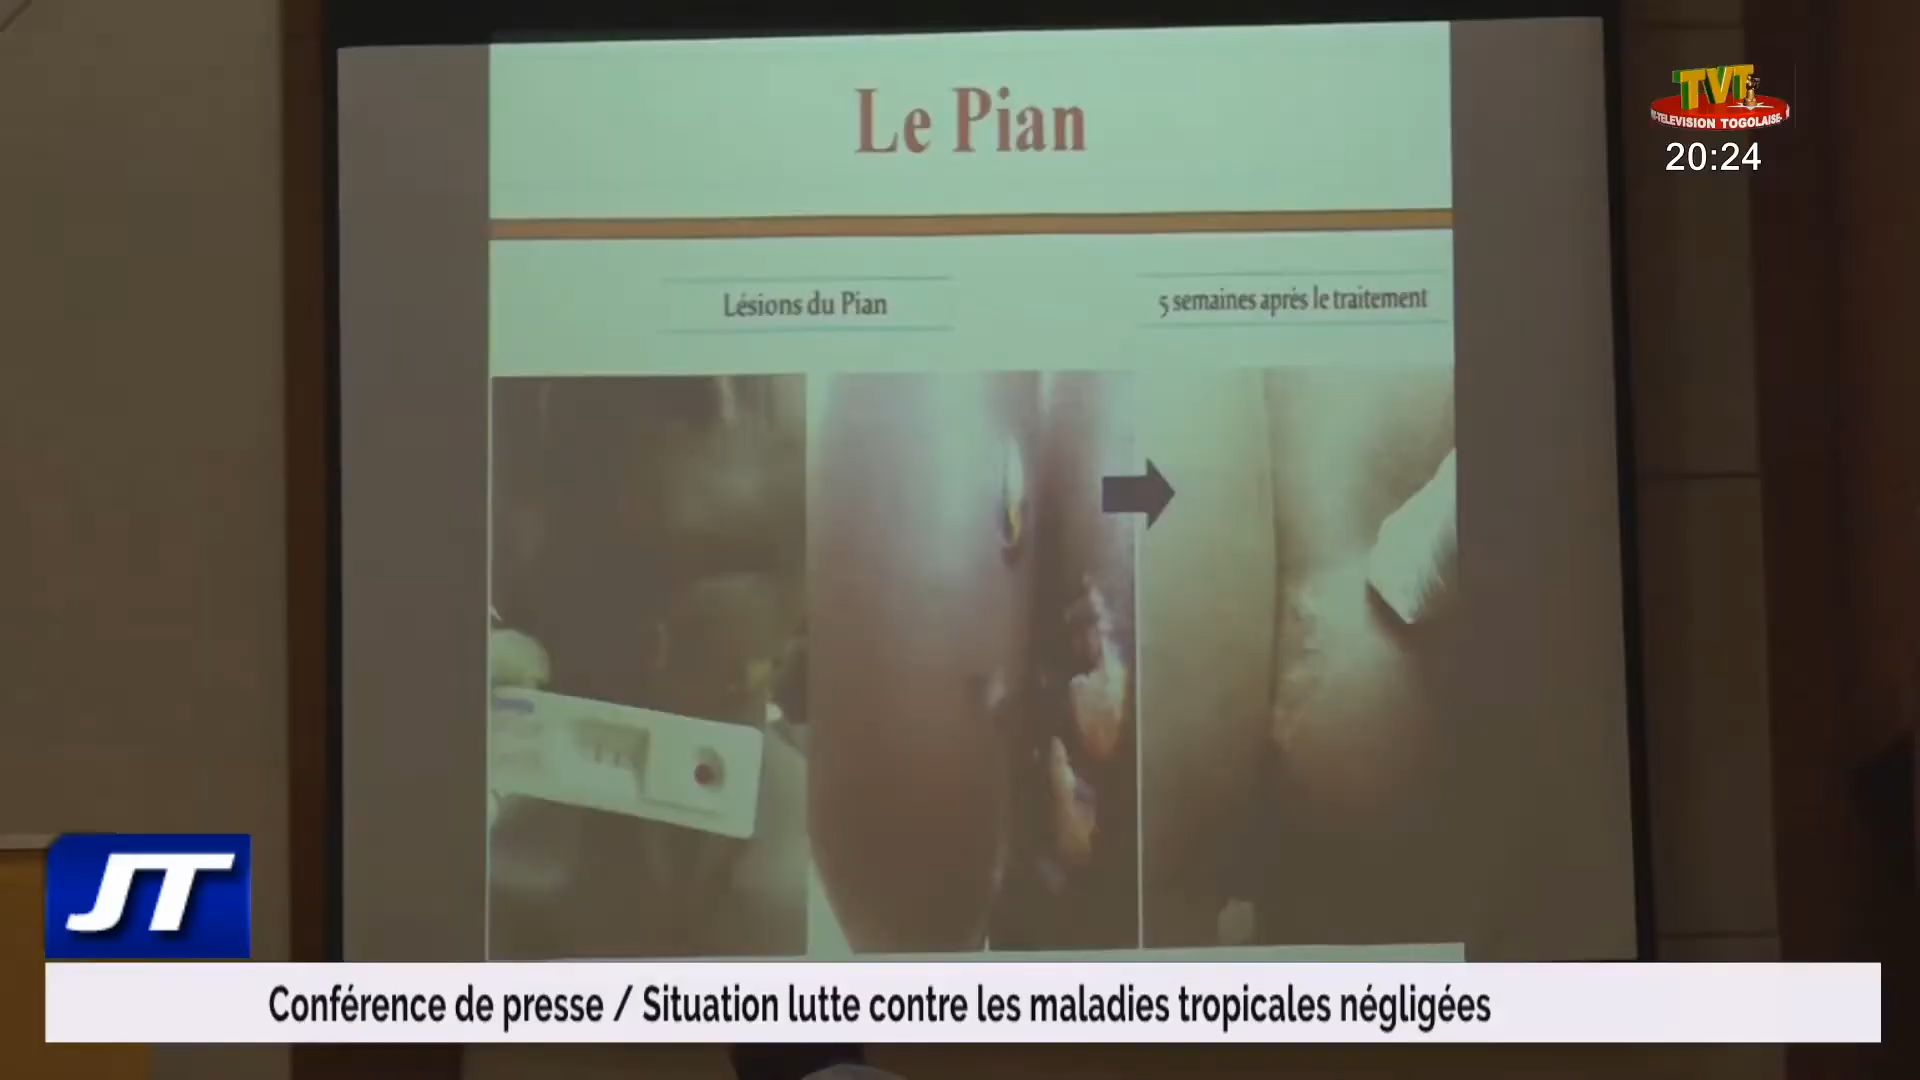 Le Pian
TVT
TELEVISION TOGOLAISE
20:24
Lésions du Pian
5 semaines après le traitement
JT
Conférence de presse / Situation lutte contre les maladies tropicales négligées